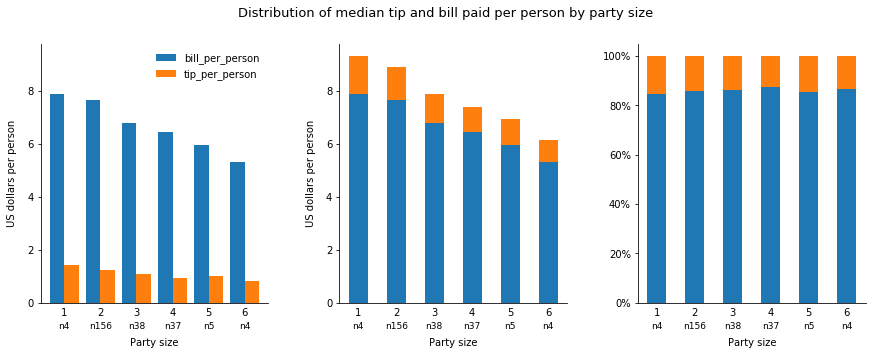 Distribution of median tip and bill paid per person by party size
US dollars per person
8
6
4
2
0
bill_per_person
tip_per_person
1 2 3 4 5 6
n4 n156 n38 n37 n5 n4
Party size
US dollars per person
8
6
4
2
0
1 2 3 4 5 6
n4 n156 n38 n37 n5 n4
Party size
100%
80%
60%
40%
20%
0%
1 2 3 4 5 6
n4 n156 n38 n37 n5 n4
Party size